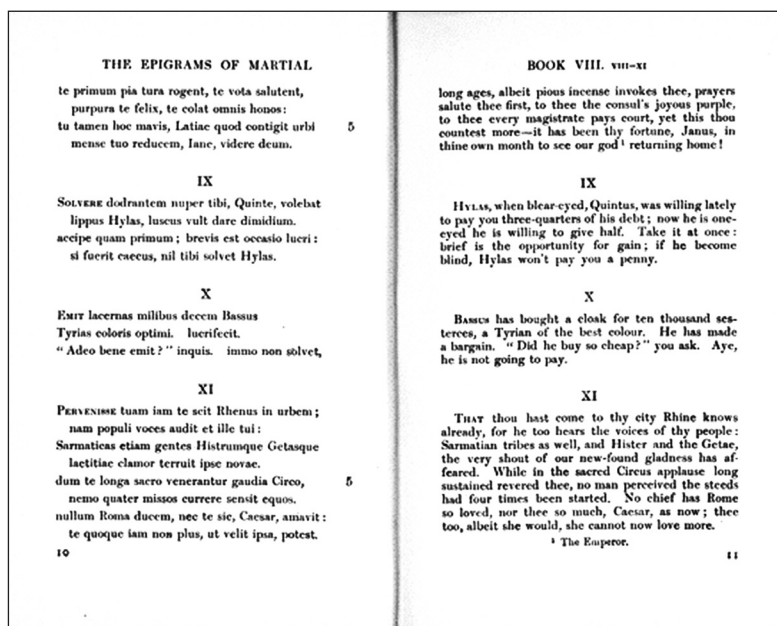 THE EPIGRAMS OF MARTIAL
te primum pia tura rogent, te vota salutent,
purpura te felix, te colat omnis honos:
tu tamen hoc mavis, Latiae quod contigit urbi 5
mense tuo reducem, Iane, videre deum.
IX
Solvere dodrantem nuper tibi, Quinte, volebat
lippus Hylas, luscus vult dare dimidium.
accipe quam primum; brevis est occasio lucri:
si fuerit caecus, nil tibi solvet Hylas.
X
Emit lacernas milibus decem Bassus
Tyrias coloris optimi. lucrifecit.
“Adeo bene emit?” inquis. immo non solvet,
XI
Pervenisse tuam iam te scit Rhenus in urbem;
nam populi voces audit et ille tui:
Sarmaticas etiam gentes Histrumque Getasque
laetitiae clamor terruit ipse novae.
dum te longa sacro venerantur gaudia Circo, 5
nemo quater missos currere sensit equos.
nullum Roma ducem, nec te sic, Caesar, amavit:
te quoque iam non plus, ut velit ipsa, potest.
10
BOOK VIII. VIII–XI
long ages, albeit pious incense invokes thee, prayers
salute thee first, to thee the consul's joyous purple,
to thee every magistrate pays court, yet this thou
countest more—it has been thy fortune, Janus, in
thine own month to see our god¹ returning home!
IX
Hylas, when blear-eyed, Quintus, was willing lately
to pay you three-quarters of his debt; now he is one-
eyed he is willing to give half. Take it at once:
brief is the opportunity for gain; if he become
blind, Hylas won't pay you a penny.
X
Bassus has bought a cloak for ten thousand ses-
terces, a Tyrian of the best colour. He has made
a bargain. “Did he buy so cheap?” you ask. Aye,
he is not going to pay.
XI
That thou hast come to thy city Rhine knows
already, for he too hears the voices of thy people:
Sarmatian tribes as well, and Hister and the Getae,
the very shout of our new-found gladness has af-
feared. While in the sacred Circus applause long
sustained revered thee, no man perceived the steeds
had four times been started. No chief has Rome
so loved, nor thee so much, Caesar, as now; thee
too, albeit she would, she cannot now love more.
¹ The Emperor.
11